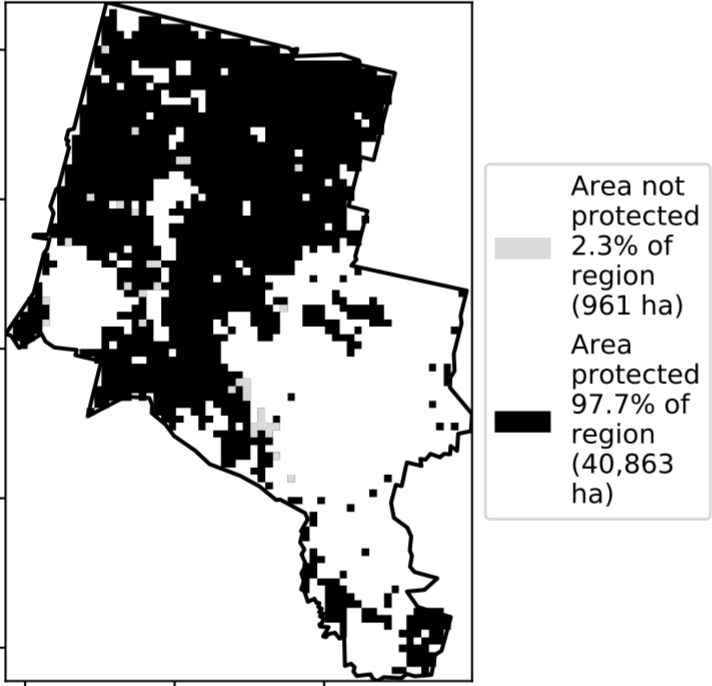 Area not
protected
2.3% of
region
(961 ha)
Area
protected
97.7% of
region
(40,863
ha)